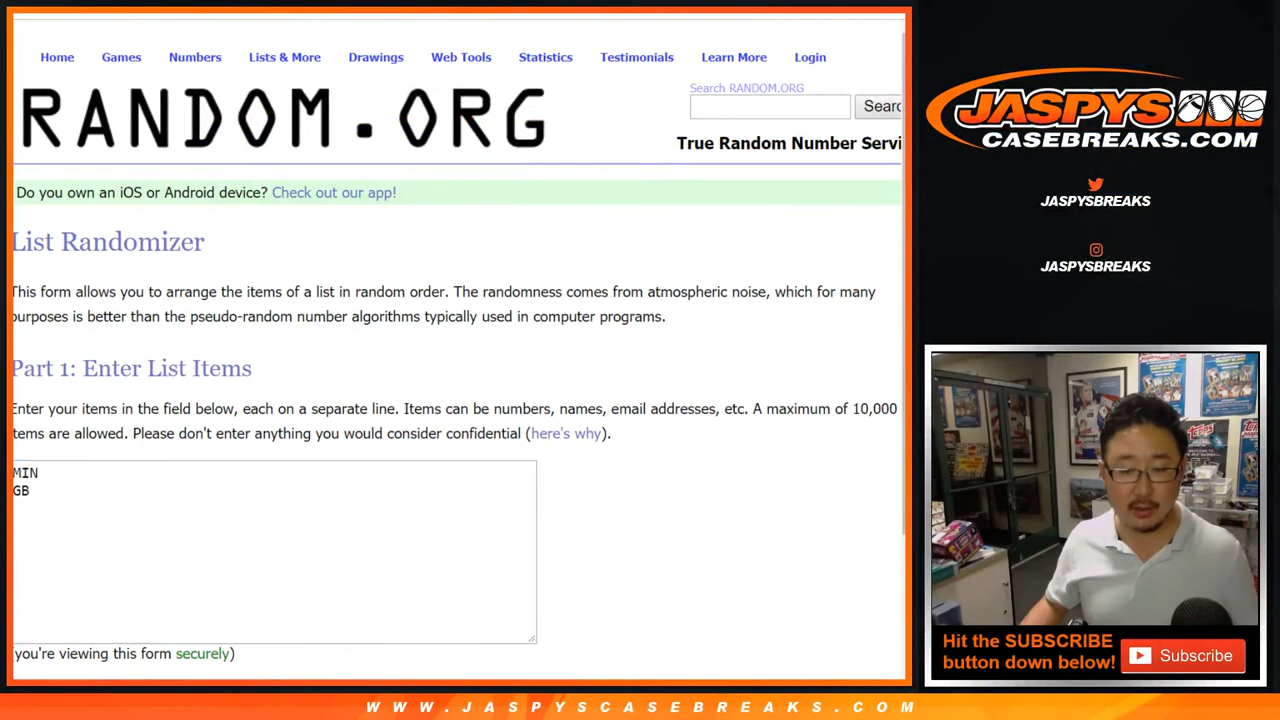 Home Games Numbers Lists & More Drawings Web Tools Statistics Testimonials Learn More Login
RANDOM.ORG
Search RANDOM.ORG
Searc
True Random Number Servi
Do you own an iOS or Android device? Check out our app!
List Randomizer
This form allows you to arrange the items of a list in random order. The randomness comes from atmospheric noise, which for many
purposes is better than the pseudo-random number algorithms typically used in computer programs.
Part 1: Enter List Items
Enter your items in the field below, each on a separate line. Items can be numbers, names, email addresses, etc. A maximum of 10,000
items are allowed. Please don't enter anything you would consider confidential (here's why).
MIN
GB
you're viewing this form securely)
JASPYS
CASEBREAKS.COM
JASPYSBREAKS
JASPYSBREAKS
topps
Hit the SUBSCRIBE
button down below!
Subscribe
WWW.JASPYSCASEBREAKS.COM